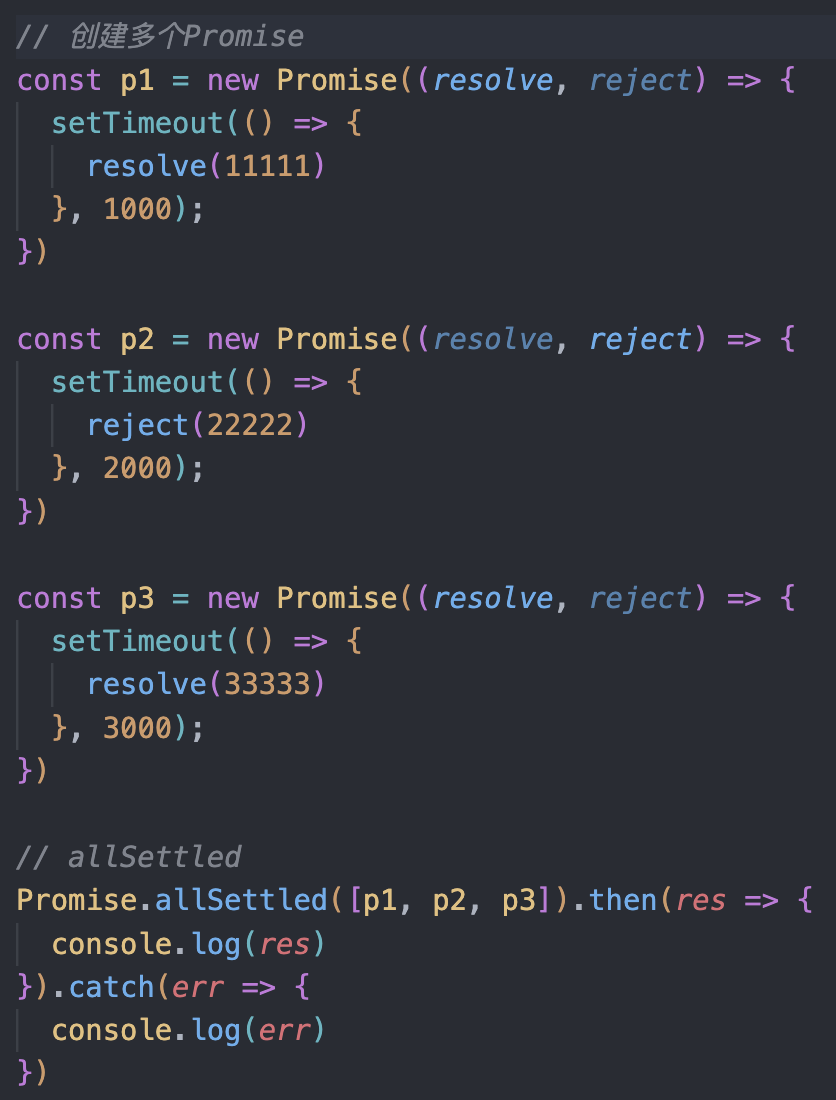 // 创建多个Promise
const p1 = new Promise((resolve, reject) => {
  setTimeout(() => {
    resolve(11111)
  }, 1000);
})

const p2 = new Promise((resolve, reject) => {
  setTimeout(() => {
    reject(22222)
  }, 2000);
})

const p3 = new Promise((resolve, reject) => {
  setTimeout(() => {
    resolve(33333)
  }, 3000);
})

// allSettled
Promise.allSettled([p1, p2, p3]).then(res => {
  console.log(res)
}).catch(err => {
  console.log(err)
})